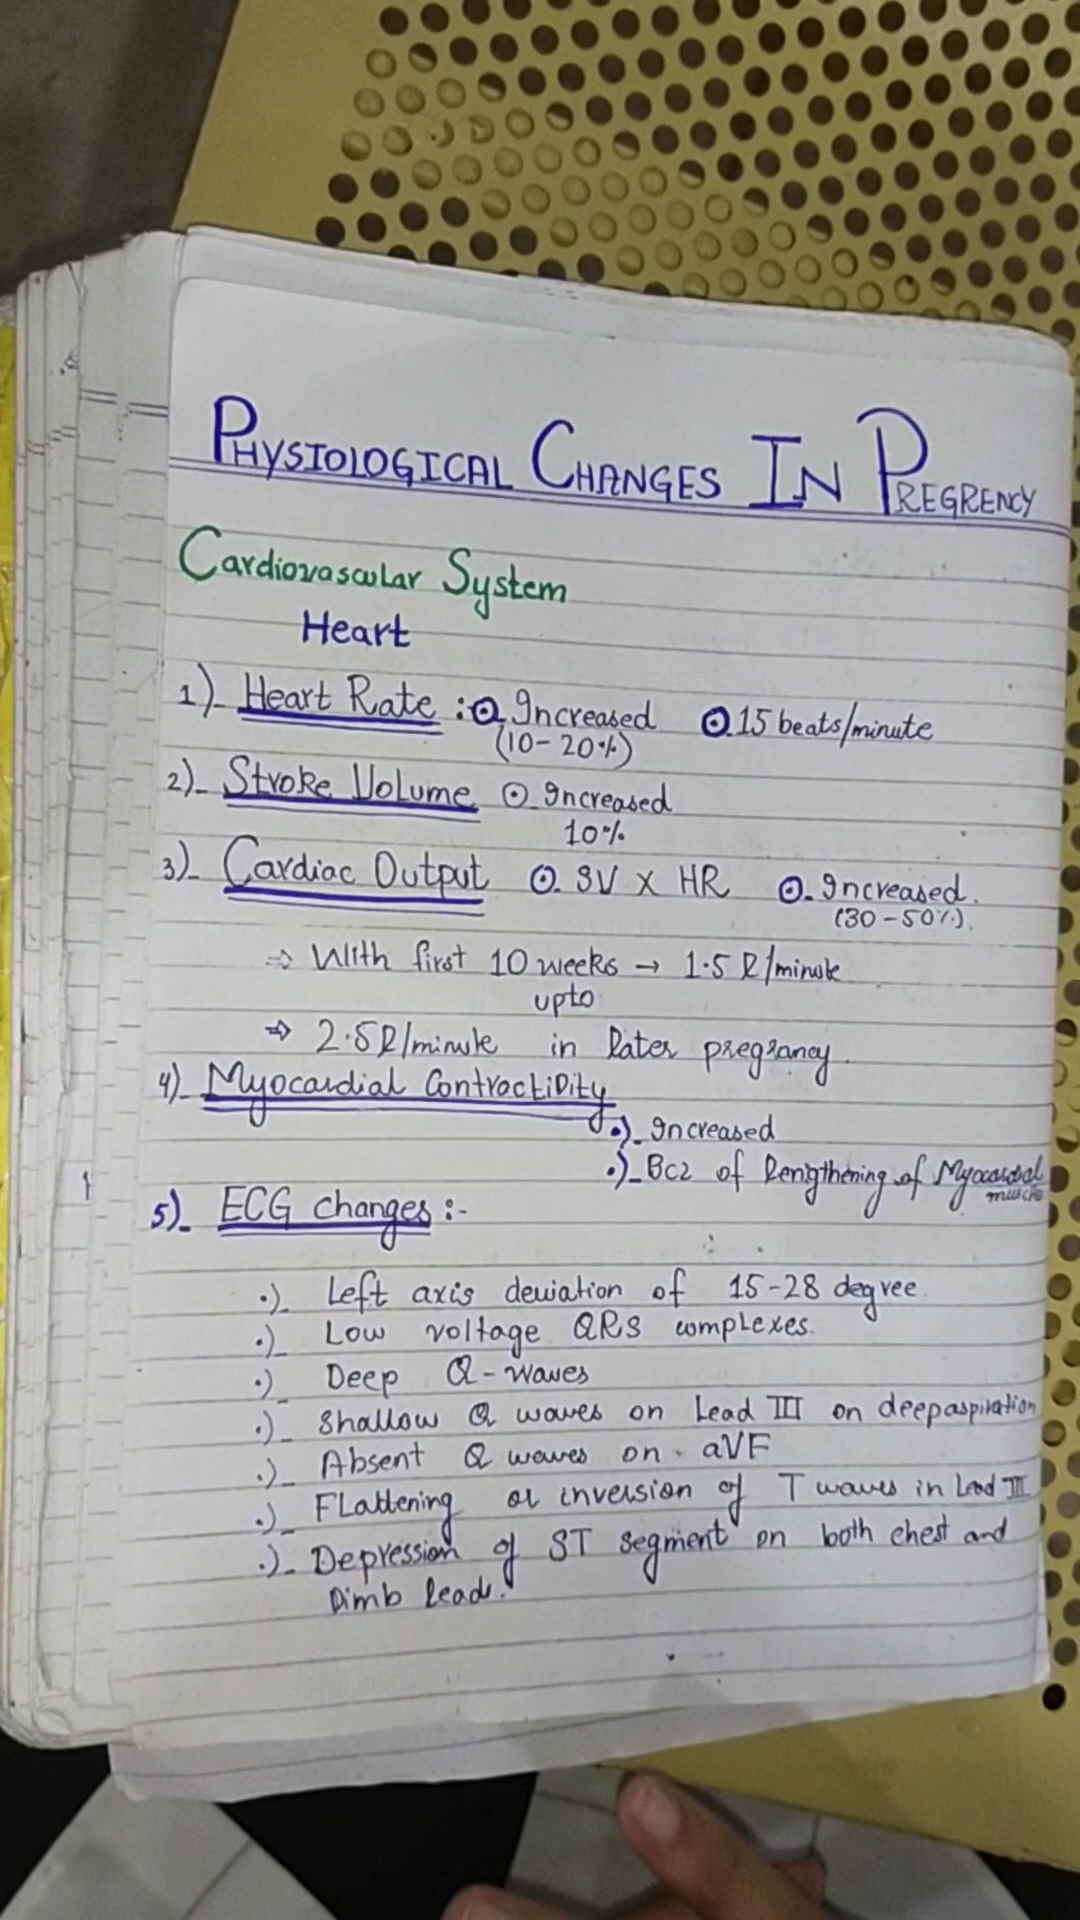 PHYSIOLOGICAL CHANGES IN PREGRENCY
Cardiovascular System
Heart
1)- Heart Rate : Increased 15 beats/minute
(10-20%)
2)- Stroke Volume Increased
10%
3)- Cardiac Output SV X HR Increased.
(30-50%).
⇒ With first 10 weeks → 1.5 l/minute
upto
⇒ 2.5 l/minute in later pregnancy.
4)- Myocardial Contractility
•)- Increased
•)- Bcz of lengthening of Myocardial
muscle
5)- ECG changes :-
•)- Left axis deviation of 15-28 degree
•)- Low voltage QRS complexes.
•)- Deep Q-waves
•)- Shallow Q waves on Lead III on deepaspiration
•)- Absent Q waves on aVF
•)- Flattening or inversion of T waves in Lead III
•)- Depression of ST segment on both chest and
limb leads.